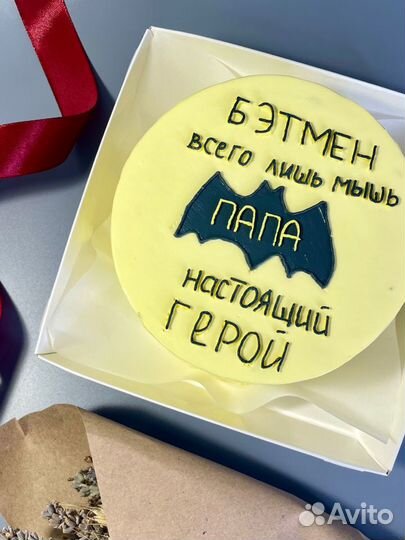 БЭТМЕН
всего лишь мышь
ПАПА
настоящий
ГЕРОЙ
Avito